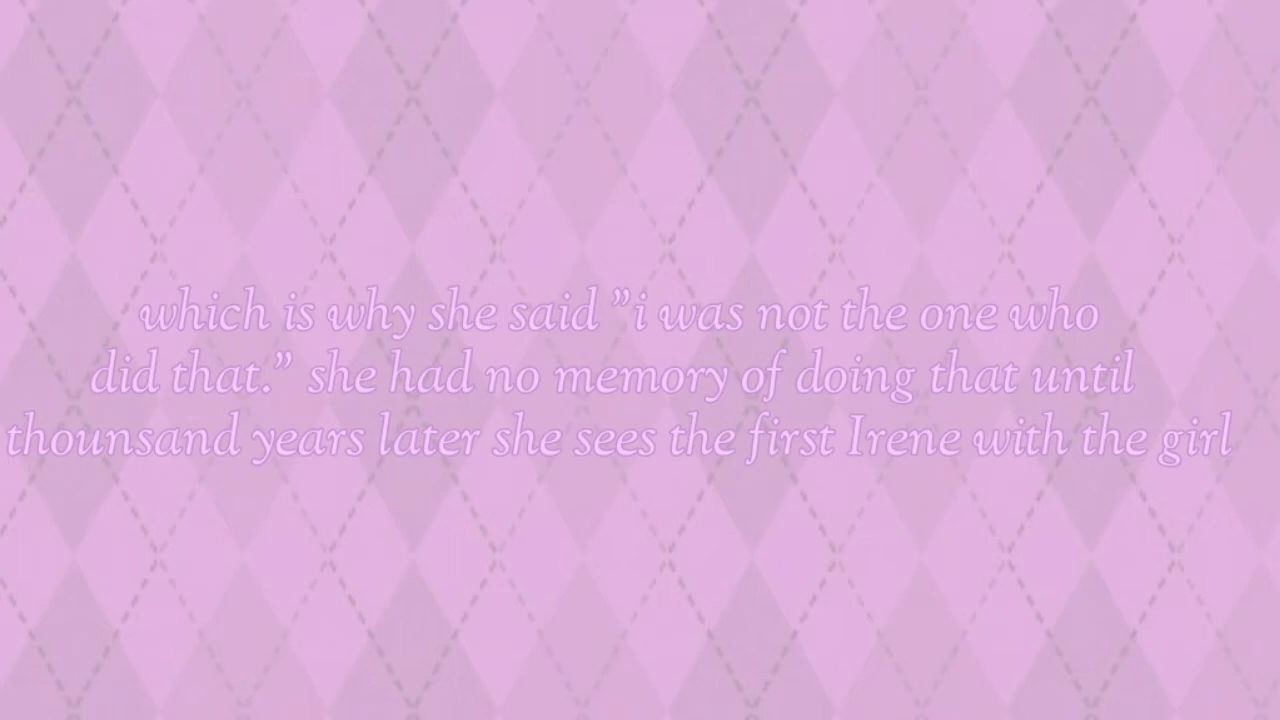 which is why she said "i was not the one who
did that." she had no memory of doing that until
thounsand years later she sees the first Irene with the girl